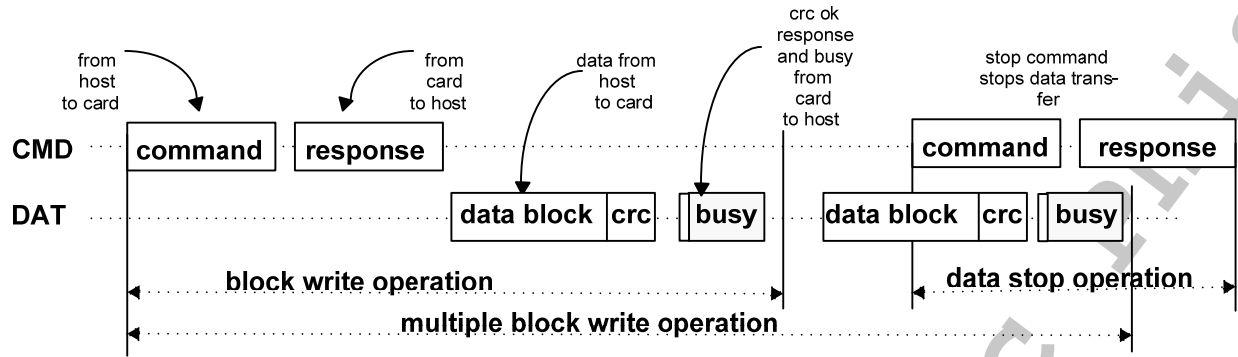 from
host
to card
from
card
to host
data from
host
to card
crc ok
response
and busy
from
card
to host
stop command
stops data trans-
fer
CMD
command
response
command
response
DAT
data block
crc
busy
data block
crc
busy
block write operation
data stop operation
multiple block write operation